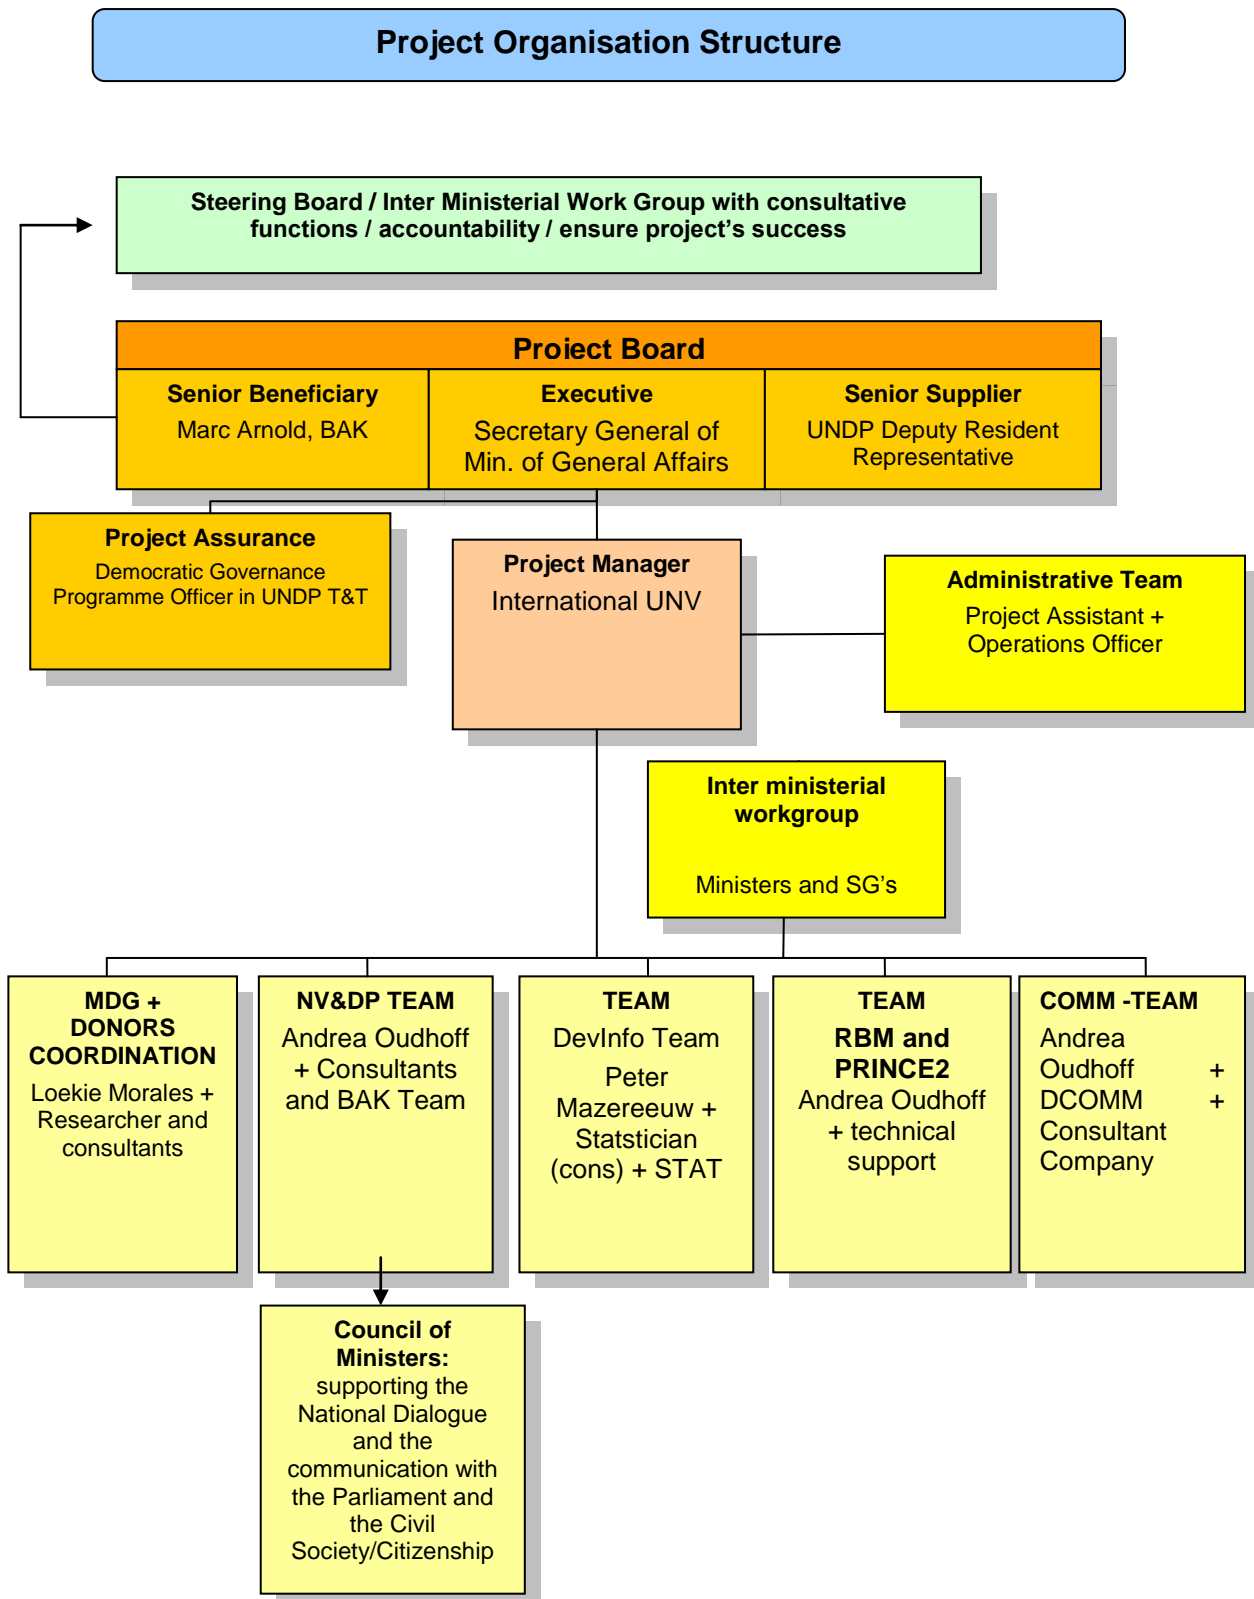 Project Organisation Structure
Steering Board / Inter Ministerial Work Group with consultative
functions / accountability / ensure project’s success
Project Board
Senior Beneficiary
Marc Arnold, BAK
Executive
Secretary General of
Min. of General Affairs
Senior Supplier
UNDP Deputy Resident
Representative
Project Assurance
Democratic Governance
Programme Officer in UNDP T&T
Project Manager
International UNV
Administrative Team
Project Assistant +
Operations Officer
Inter ministerial
workgroup
Ministers and SG’s
MDG +
DONORS
COORDINATION
Loekie Morales +
Researcher and
consultants
NV&DP TEAM
Andrea Oudhoff
+ Consultants
and BAK Team
TEAM
DevInfo Team
Peter
Mazereeuw +
Statstician
(cons) + STAT
TEAM
RBM and
PRINCE2
Andrea Oudhoff
+ technical
support
COMM -TEAM
Andrea
Oudhoff +
DCOMM +
Consultant
Company
Council of
Ministers:
supporting the
National Dialogue
and the
communication with
the Parliament and
the Civil
Society/Citizenship